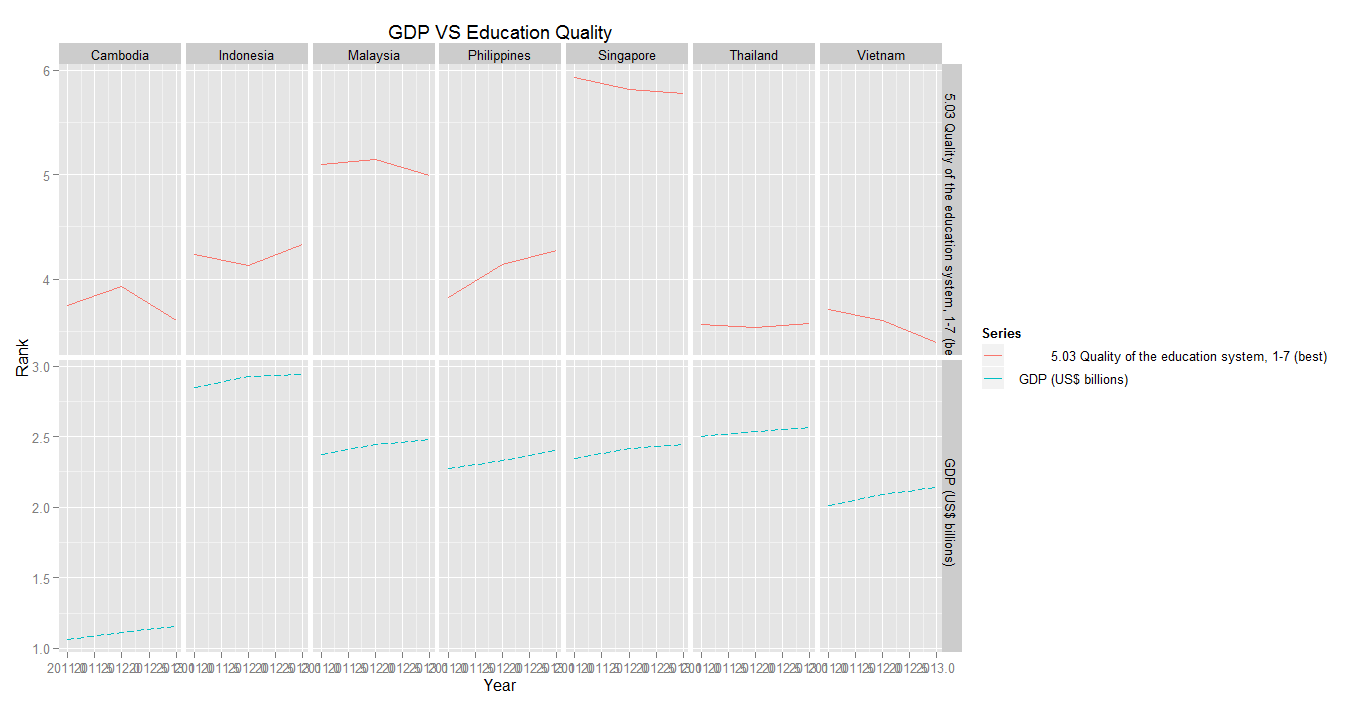 GDP VS Education Quality
Cambodia Indonesia Malaysia Philippines Singapore Thailand Vietnam
6
5
4
5.03 Quality of the education system, 1-7 (be
3.0
2.5
2.0
1.5
1.0
GDP (US$ billions)
Rank
Year
Series
5.03 Quality of the education system, 1-7 (best)
GDP (US$ billions)